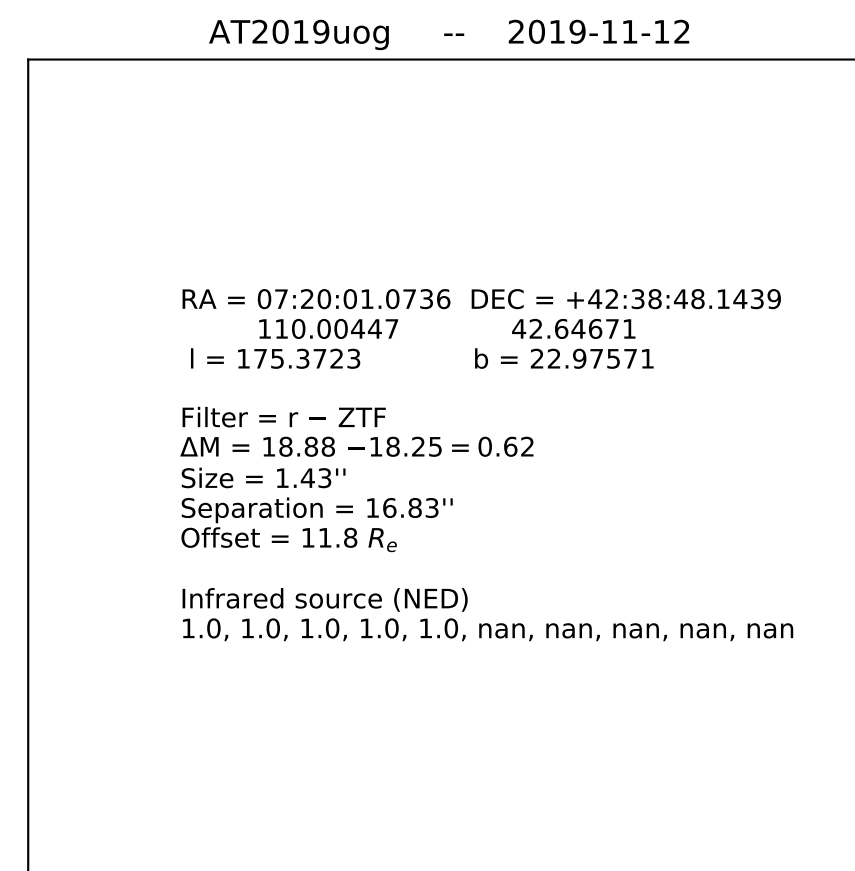 AT2019uog -- 2019-11-12
RA = 07:20:01.0736 DEC = +42:38:48.1439
110.00447 42.64671
l = 175.3723 b = 22.97571
Filter = r − ZTF
ΔM = 18.88 −18.25 = 0.62
Size = 1.43''
Separation = 16.83''
Offset = 11.8 Re
Infrared source (NED)
1.0, 1.0, 1.0, 1.0, 1.0, nan, nan, nan, nan, nan